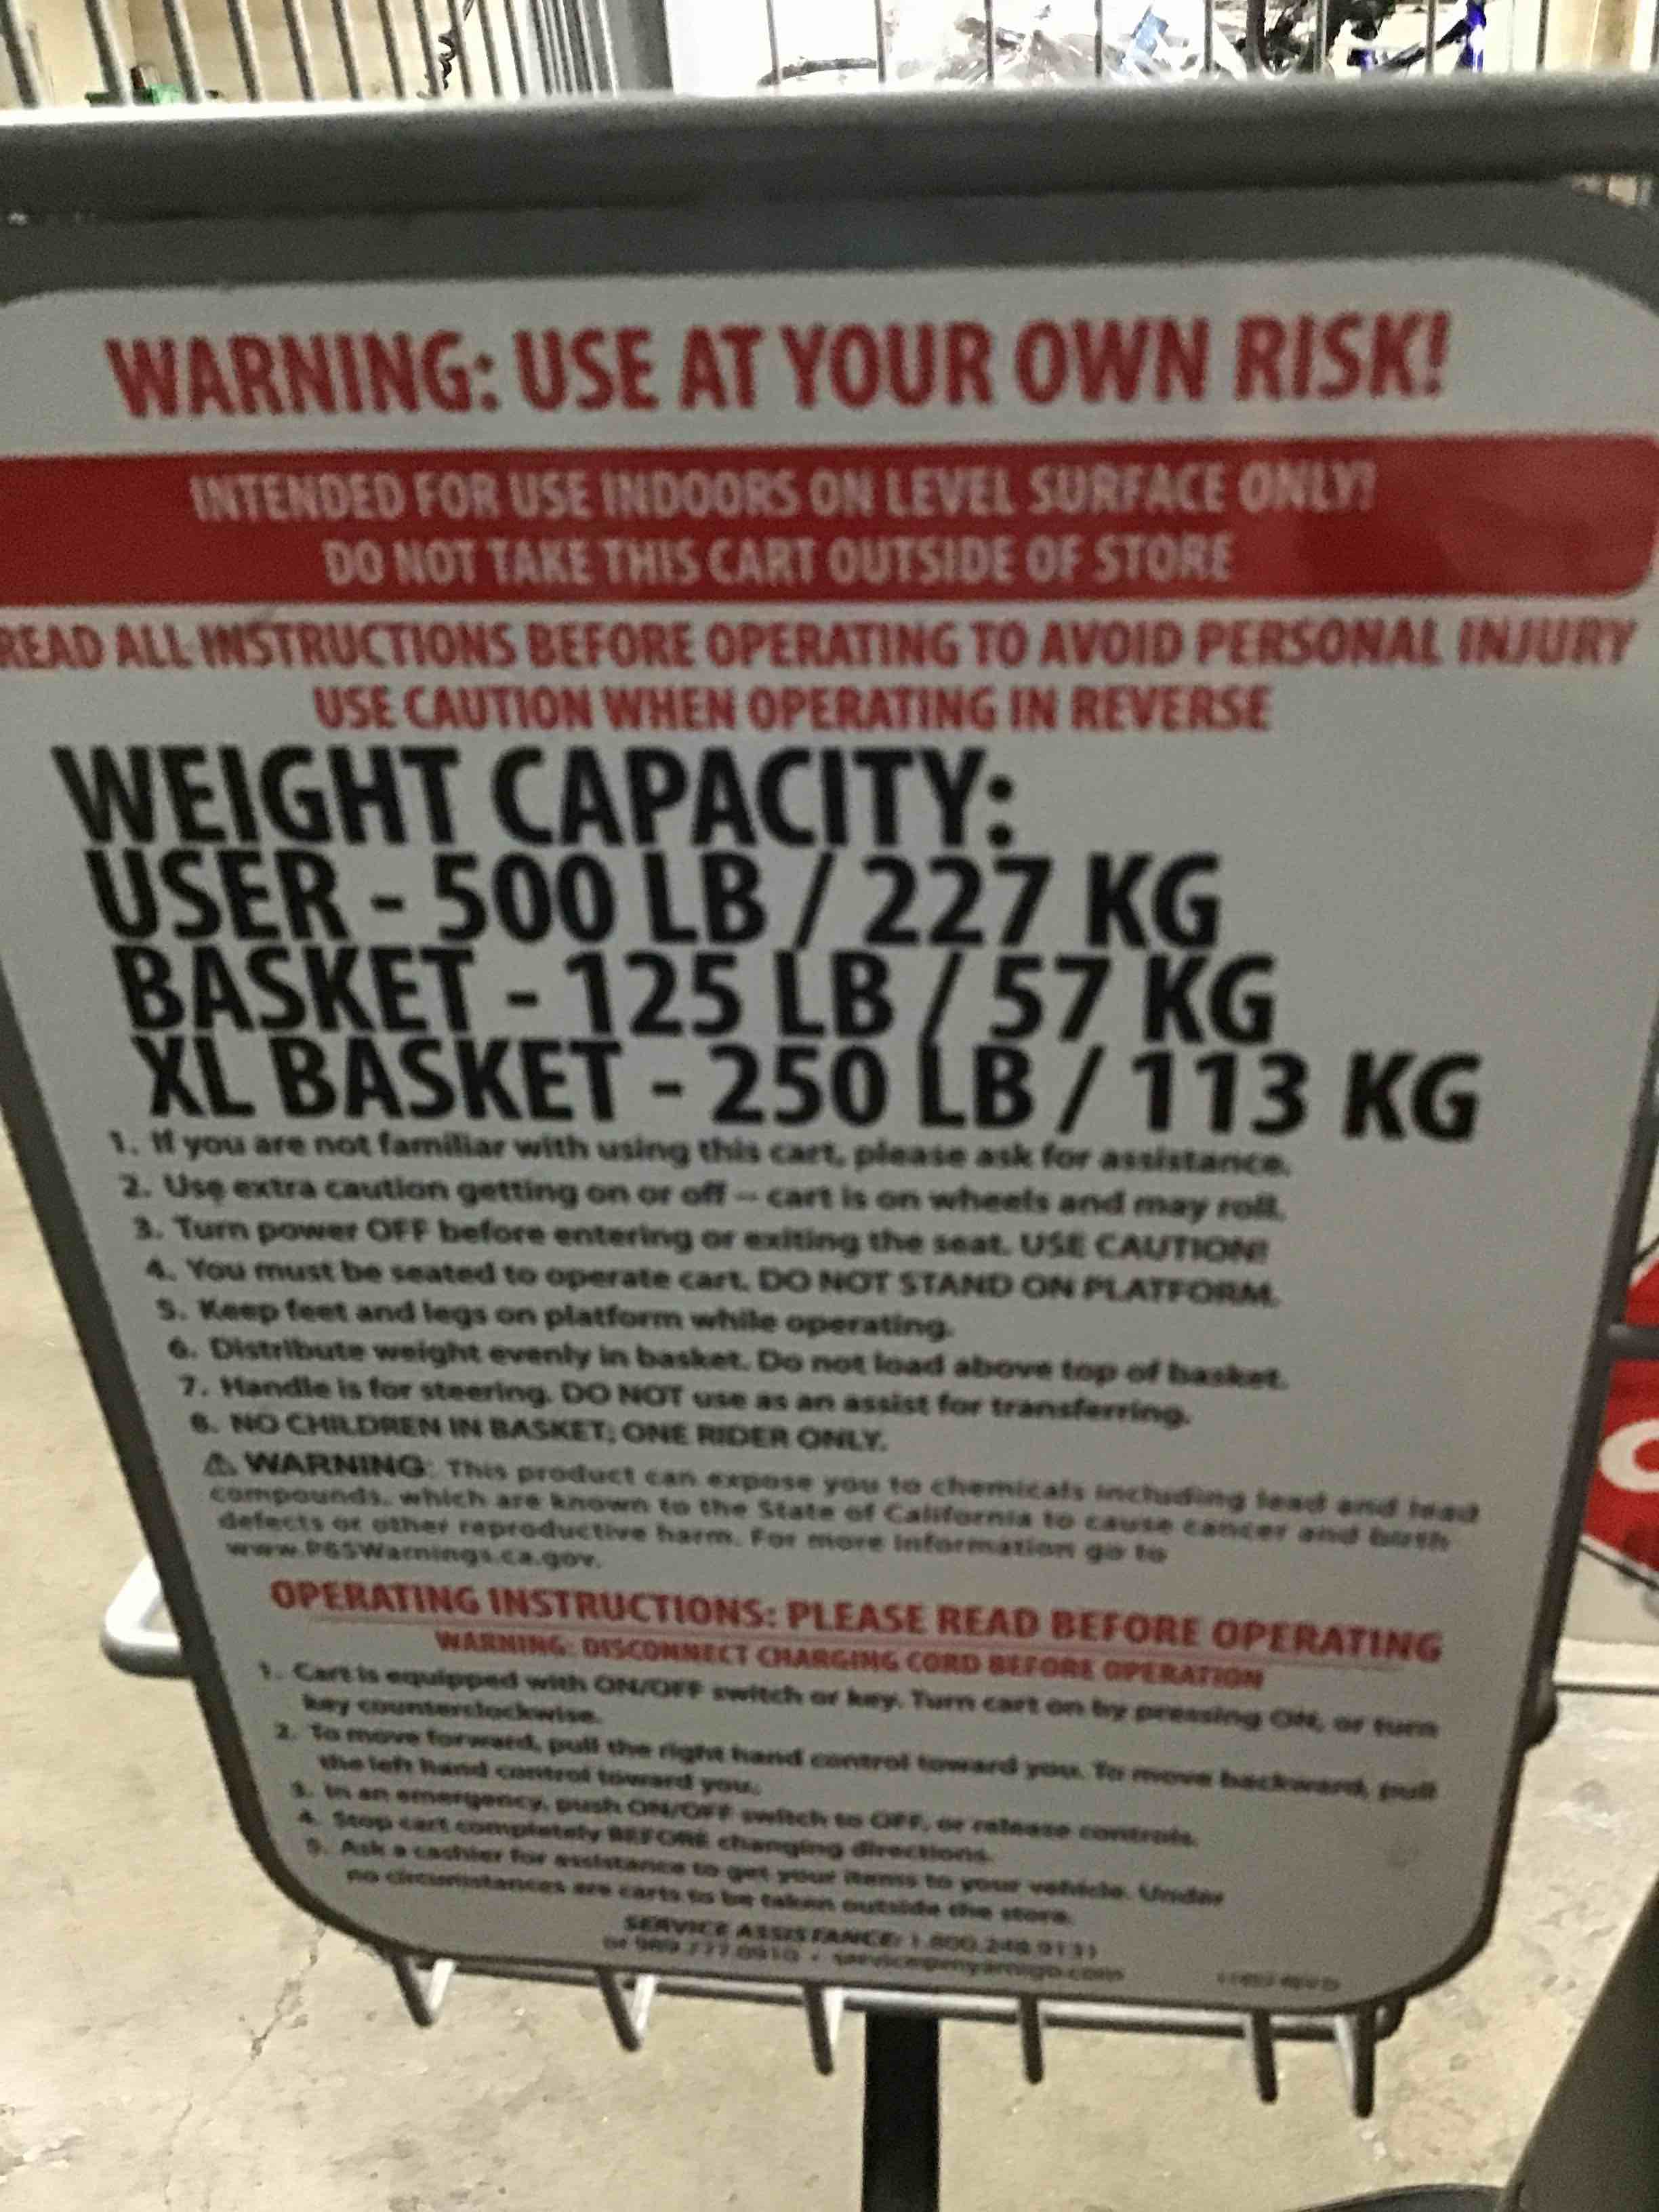 WARNING: USE AT YOUR OWN RISK!
INTENDED FOR USE INDOORS ON LEVEL SURFACE ONLY!
DO NOT TAKE THIS CART OUTSIDE OF STORE
READ ALL INSTRUCTIONS BEFORE OPERATING TO AVOID PERSONAL INJURY
USE CAUTION WHEN OPERATING IN REVERSE
WEIGHT CAPACITY:
USER - 500 LB / 227 KG
BASKET - 125 LB / 57 KG
XL BASKET - 250 LB / 113 KG
1. If you are not familiar with using this cart, please ask for assistance.
2. Use extra caution getting on or off -- cart is on wheels and may roll.
3. Turn power OFF before entering or exiting the seat. USE CAUTION!
4. You must be seated to operate cart. DO NOT STAND ON PLATFORM.
5. Keep feet and legs on platform while operating.
6. Distribute weight evenly in basket. Do not load above top of basket.
7. Handle is for steering. DO NOT use as an assist for transferring.
8. NO CHILDREN IN BASKET; ONE RIDER ONLY.
⚠ WARNING: This product can expose you to chemicals including lead and lead
compounds, which are known to the State of California to cause cancer and birth
defects or other reproductive harm. For more information go to
www.P65Warnings.ca.gov.
OPERATING INSTRUCTIONS: PLEASE READ BEFORE OPERATING
WARNING: DISCONNECT CHARGING CORD BEFORE OPERATION
1. Cart is equipped with ON/OFF switch or key. Turn cart on by pressing ON, or turn
key counterclockwise.
2. To move forward, pull the right hand control toward you. To move backward, pull
the left hand control toward you.
3. In an emergency, push ON/OFF switch to OFF, or release controls.
4. Stop cart completely BEFORE changing directions.
5. Ask a cashier for assistance to get your items to your vehicle. Under
no circumstances are carts to be taken outside the store.
SERVICE ASSISTANCE: 1.800.248.9131
or 989.777.0910 • service@myamigo.com